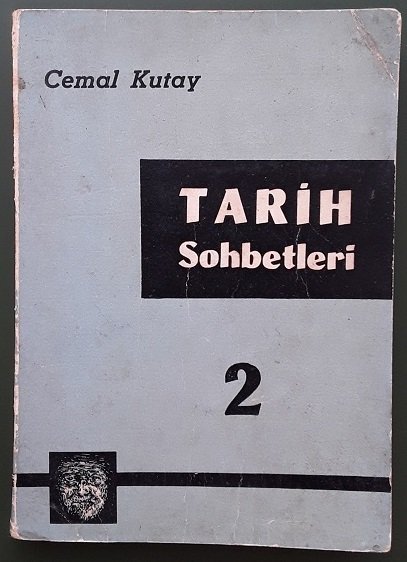 Cemal Kutay
TARİH
Sohbetleri
2